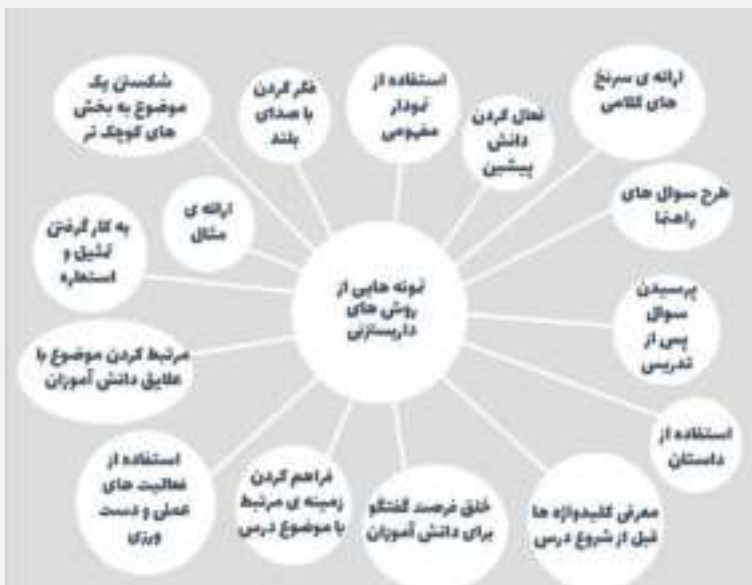 نمونه هایی از
روش های
داربستزنی
ارائه ی سرنخ
های کلامی
طرح سوال های
راهنما
پرسیدن
سوال
پس از
تدریس
استفاده از
داستان
معرفی کلیدواژه ها
قبل از شروع درس
خلق فرصت گفتگو
برای دانش آموزان
فراهم کردن
زمینه ی مرتبط
با موضوع درس
استفاده از
فعالیت های
عملی و دست
ورزی
مرتبط کردن موضوع با
علایق دانش آموزان
به کار گرفتن
تمثیل و
استعاره
ارائه ی
مثال
شکستن یک
موضوع به بخش
های کوچک تر
فکر کردن
با صدای
بلند
استفاده از
نمودار
مفهومی
فعال کردن
دانش
پیشین